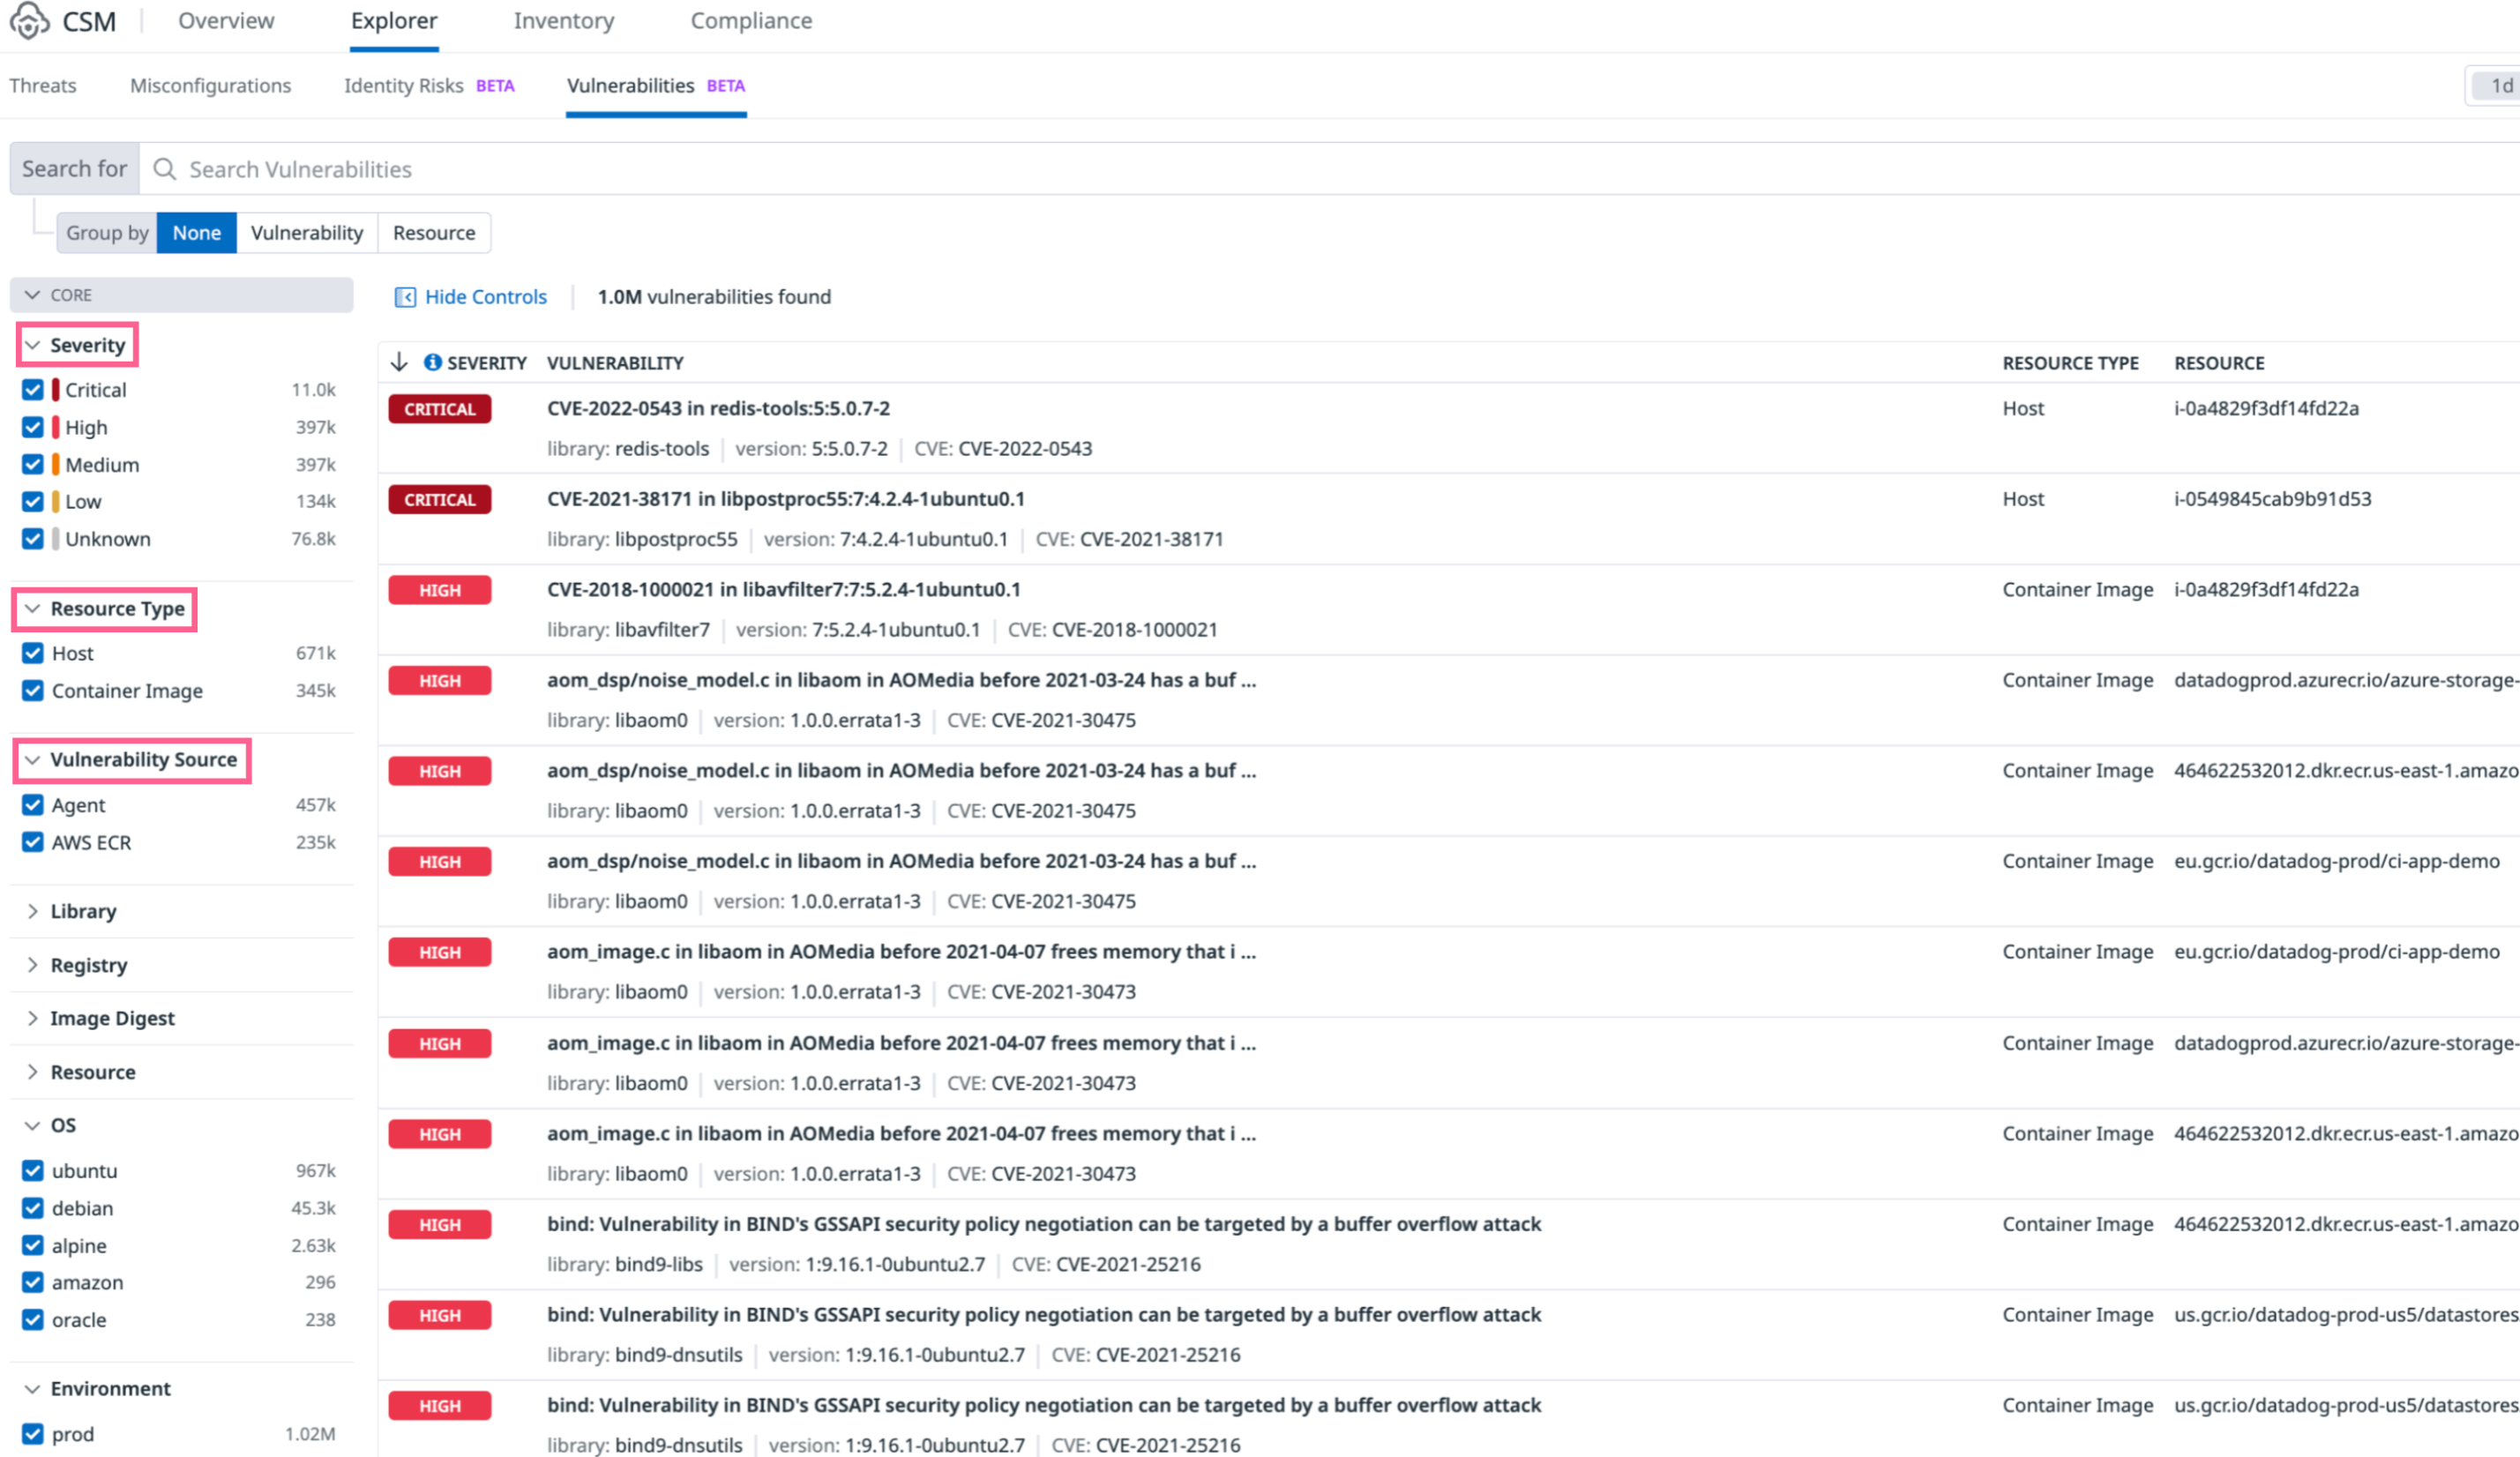 CSM Overview Explorer Inventory Compliance
Threats Misconfigurations Identity Risks BETA Vulnerabilities BETA 1d
Search for Search Vulnerabilities
Group by None Vulnerability Resource
CORE
Severity
Critical 11.0k
High 397k
Medium 397k
Low 134k
Unknown 76.8k
Resource Type
Host 671k
Container Image 345k
Vulnerability Source
Agent 457k
AWS ECR 235k
Library
Registry
Image Digest
Resource
OS
ubuntu 967k
debian 45.3k
alpine 2.63k
amazon 296
oracle 238
Environment
prod 1.02M
Hide Controls 1.0M vulnerabilities found
SEVERITY VULNERABILITY RESOURCE TYPE RESOURCE
CRITICAL CVE-2022-0543 in redis-tools:5:5.0.7-2 Host i-0a4829f3df14fd22a
library: redis-tools version: 5:5.0.7-2 CVE: CVE-2022-0543
CRITICAL CVE-2021-38171 in libpostproc55:7:4.2.4-1ubuntu0.1 Host i-0549845cab9b91d53
library: libpostproc55 version: 7:4.2.4-1ubuntu0.1 CVE: CVE-2021-38171
HIGH CVE-2018-1000021 in libavfilter7:7:5.2.4-1ubuntu0.1 Container Image i-0a4829f3df14fd22a
library: libavfilter7 version: 7:5.2.4-1ubuntu0.1 CVE: CVE-2018-1000021
HIGH aom_dsp/noise_model.c in libaom in AOMedia before 2021-03-24 has a buf ... Container Image datadogprod.azurecr.io/azure-storage-
library: libaom0 version: 1.0.0.errata1-3 CVE: CVE-2021-30475
HIGH aom_dsp/noise_model.c in libaom in AOMedia before 2021-03-24 has a buf ... Container Image 464622532012.dkr.ecr.us-east-1.amazo
library: libaom0 version: 1.0.0.errata1-3 CVE: CVE-2021-30475
HIGH aom_dsp/noise_model.c in libaom in AOMedia before 2021-03-24 has a buf ... Container Image eu.gcr.io/datadog-prod/ci-app-demo
library: libaom0 version: 1.0.0.errata1-3 CVE: CVE-2021-30475
HIGH aom_image.c in libaom in AOMedia before 2021-04-07 frees memory that i ... Container Image eu.gcr.io/datadog-prod/ci-app-demo
library: libaom0 version: 1.0.0.errata1-3 CVE: CVE-2021-30473
HIGH aom_image.c in libaom in AOMedia before 2021-04-07 frees memory that i ... Container Image datadogprod.azurecr.io/azure-storage-
library: libaom0 version: 1.0.0.errata1-3 CVE: CVE-2021-30473
HIGH aom_image.c in libaom in AOMedia before 2021-04-07 frees memory that i ... Container Image 464622532012.dkr.ecr.us-east-1.amazo
library: libaom0 version: 1.0.0.errata1-3 CVE: CVE-2021-30473
HIGH bind: Vulnerability in BIND's GSSAPI security policy negotiation can be targeted by a buffer overflow attack Container Image 464622532012.dkr.ecr.us-east-1.amazo
library: bind9-libs version: 1:9.16.1-0ubuntu2.7 CVE: CVE-2021-25216
HIGH bind: Vulnerability in BIND's GSSAPI security policy negotiation can be targeted by a buffer overflow attack Container Image us.gcr.io/datadog-prod-us5/datastores
library: bind9-dnsutils version: 1:9.16.1-0ubuntu2.7 CVE: CVE-2021-25216
HIGH bind: Vulnerability in BIND's GSSAPI security policy negotiation can be targeted by a buffer overflow attack Container Image us.gcr.io/datadog-prod-us5/datastores
library: bind9-dnsutils version: 1:9.16.1-0ubuntu2.7 CVE: CVE-2021-25216